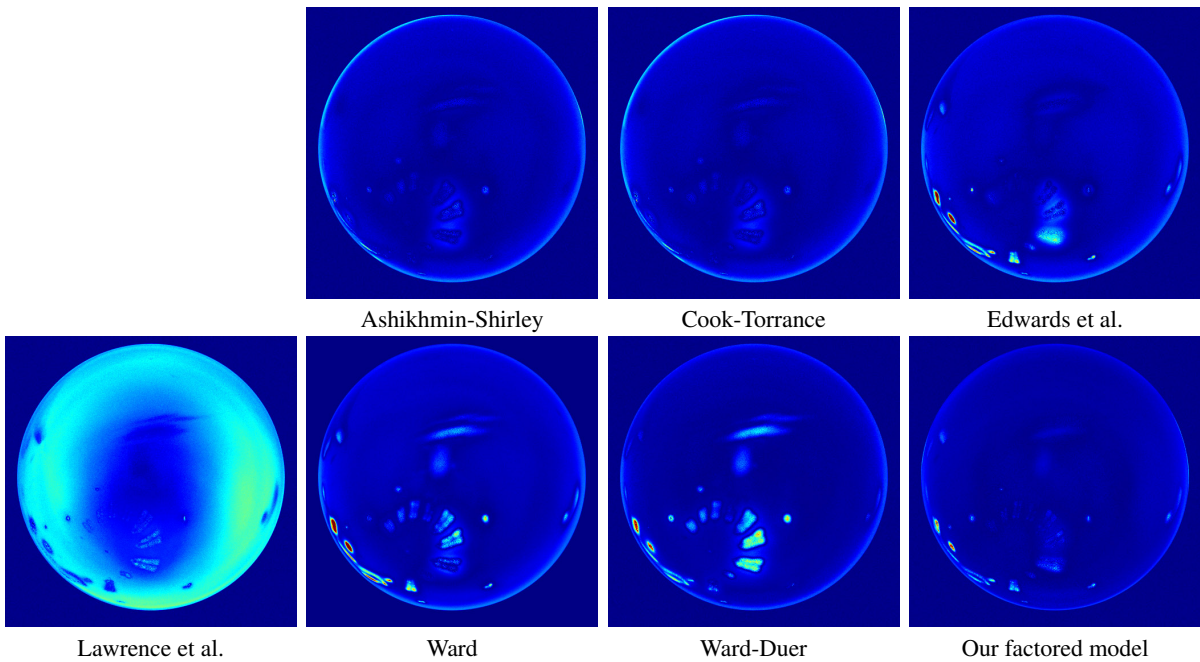 Ashikhmin-Shirley
Cook-Torrance
Edwards et al.
Lawrence et al.
Ward
Ward-Duer
Our factored model